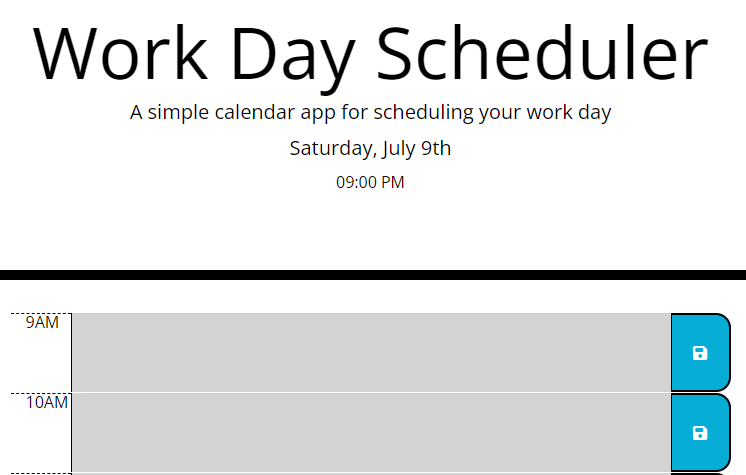 Work Day Scheduler
A simple calendar app for scheduling your work day
Saturday, July 9th
09:00 PM
9AM
10AM